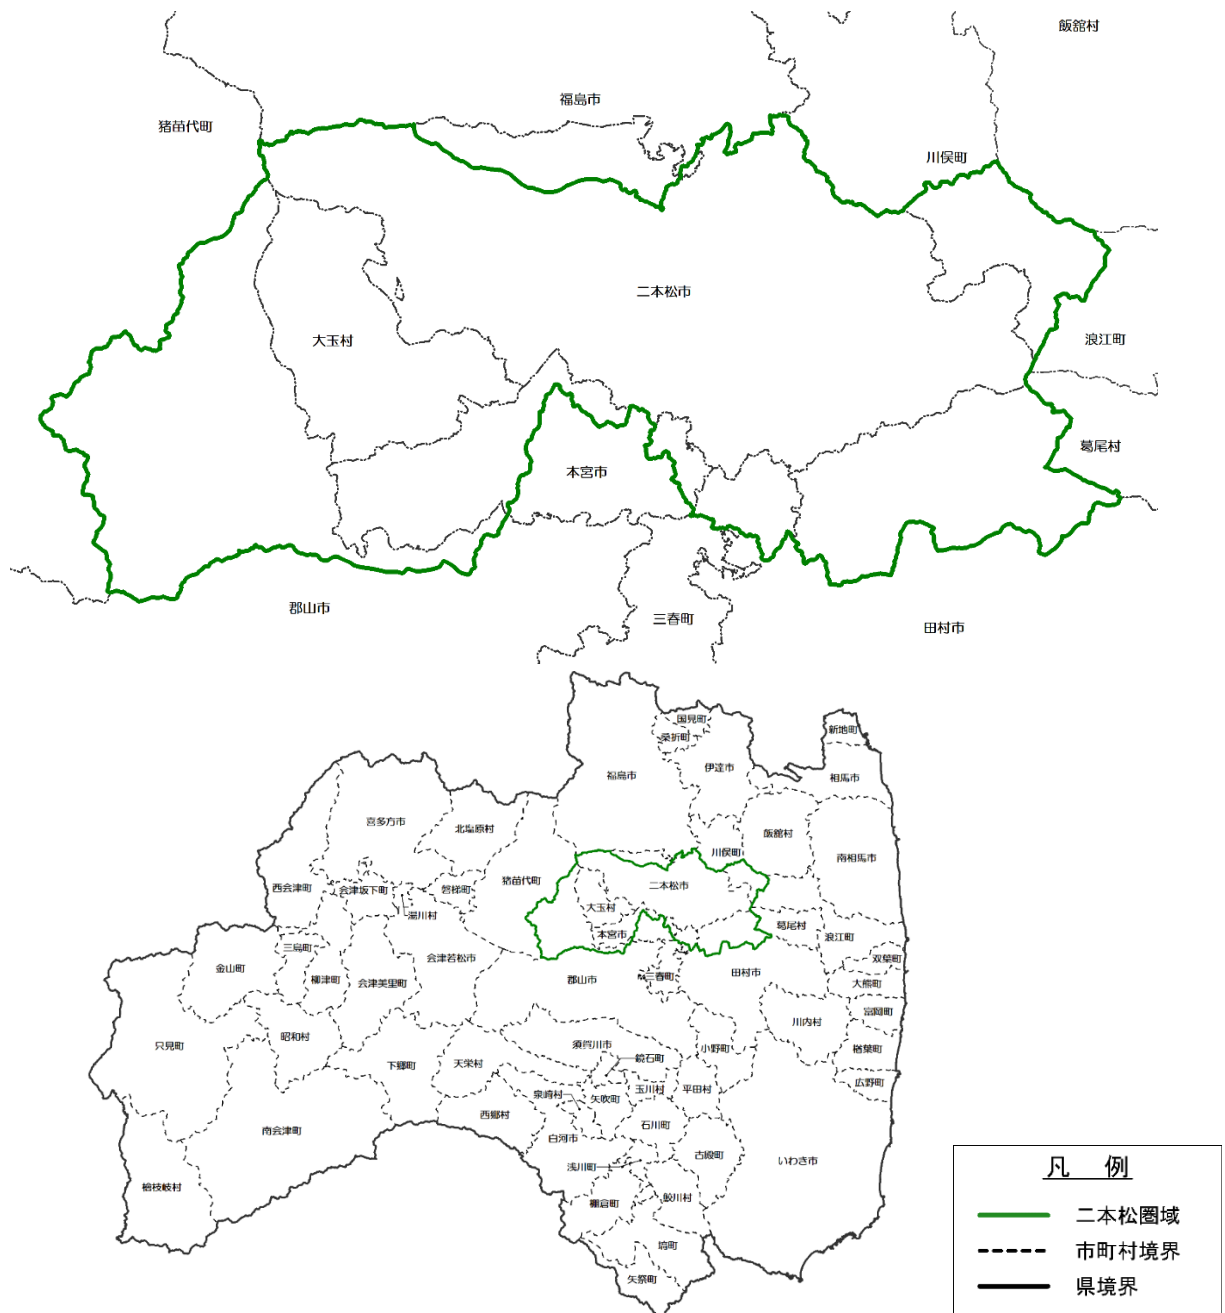 飯舘村
福島市
猪苗代町
川俣町
二本松市
大玉村
浪江町
葛尾村
本宮市
郡山市
三春町
田村市
国見町
桑折町
新地町
福島市
伊達市
相馬市
喜多方市
北塩原村
飯舘村
川俣町
南相馬市
西会津町
会津坂下町
磐梯町
猪苗代町
二本松市
湯川村
大玉村
葛尾村
本宮市
浪江町
三島町
会津若松市
双葉町
金山町
柳津町
会津美里町
郡山市
三春町
田村市
大熊町
富岡町
川内村
只見町
昭和村
下郷町
天栄村
須賀川市
小野町
楢葉町
鏡石町
広野町
泉崎村
矢吹町
玉川村
平田村
西郷村
白河市
石川町
南会津町
浅川町
古殿町
いわき市
檜枝岐村
棚倉町
鮫川村
塙町
矢祭町
凡 例
二本松圏域
市町村境界
県境界